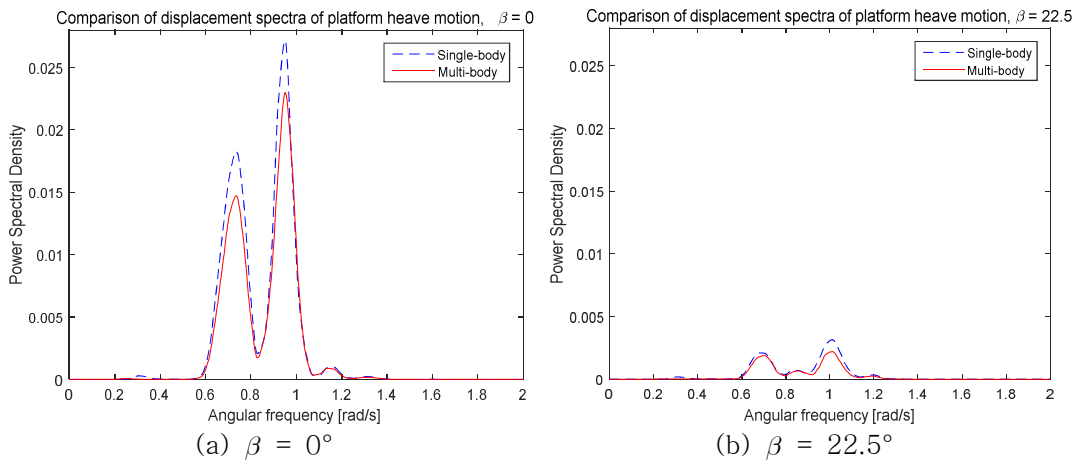 Comparison of displacement spectra of platform heave motion, β = 0
Single-body
Multi-body
Power Spectral Density
0.025
0.02
0.015
0.01
0.005
0
0 0.2 0.4 0.6 0.8 1 1.2 1.4 1.6 1.8 2
Angular frequency [rad/s]
(a) β = 0°
Comparison of displacement spectra of platform heave motion, β = 22.5
Single-body
Multi-body
Power Spectral Density
0.025
0.02
0.015
0.01
0.005
0
0 0.2 0.4 0.6 0.8 1 1.2 1.4 1.6 1.8 2
Angular frequency [rad/s]
(b) β = 22.5°